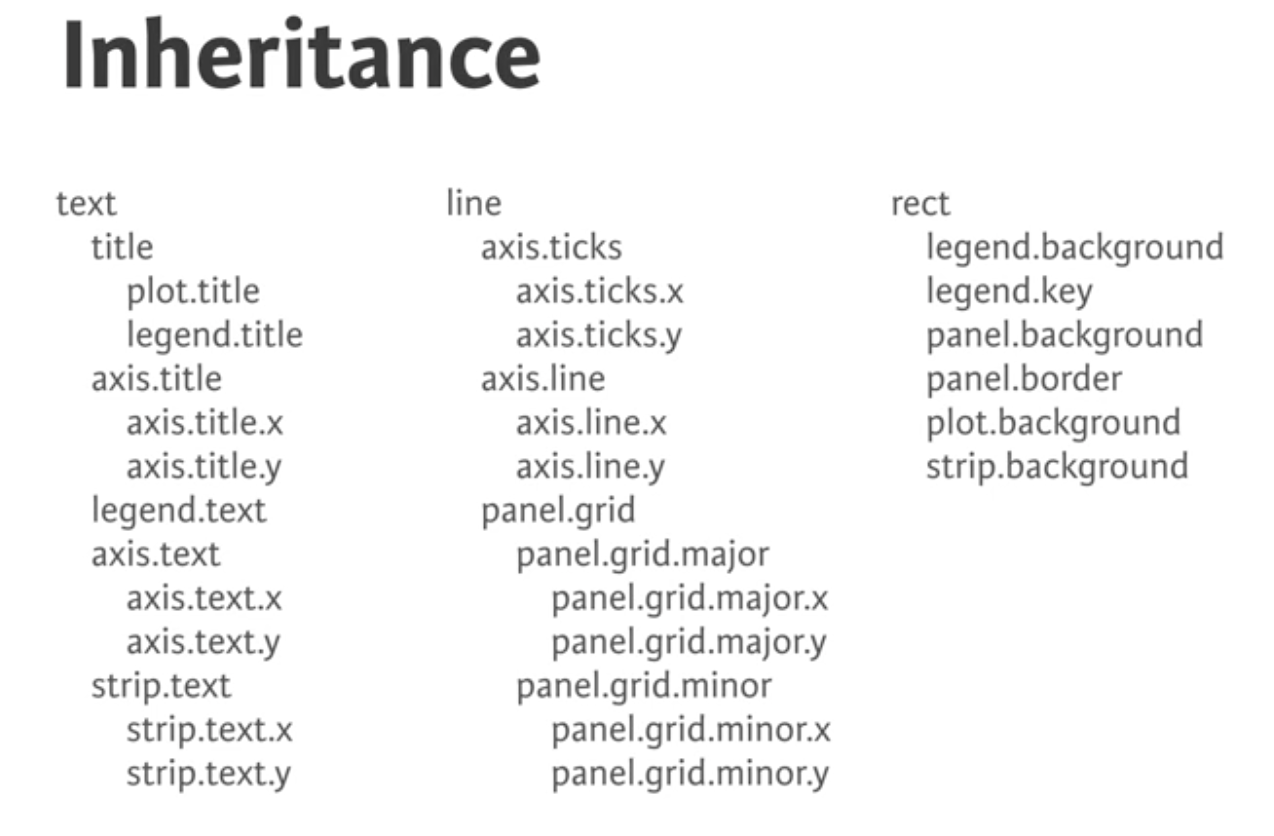 Inheritance
text
title
plot.title
legend.title
axis.title
axis.title.x
axis.title.y
legend.text
axis.text
axis.text.x
axis.text.y
strip.text
strip.text.x
strip.text.y
line
axis.ticks
axis.ticks.x
axis.ticks.y
axis.line
axis.line.x
axis.line.y
panel.grid
panel.grid.major
panel.grid.major.x
panel.grid.major.y
panel.grid.minor
panel.grid.minor.x
panel.grid.minor.y
rect
legend.background
legend.key
panel.background
panel.border
plot.background
strip.background